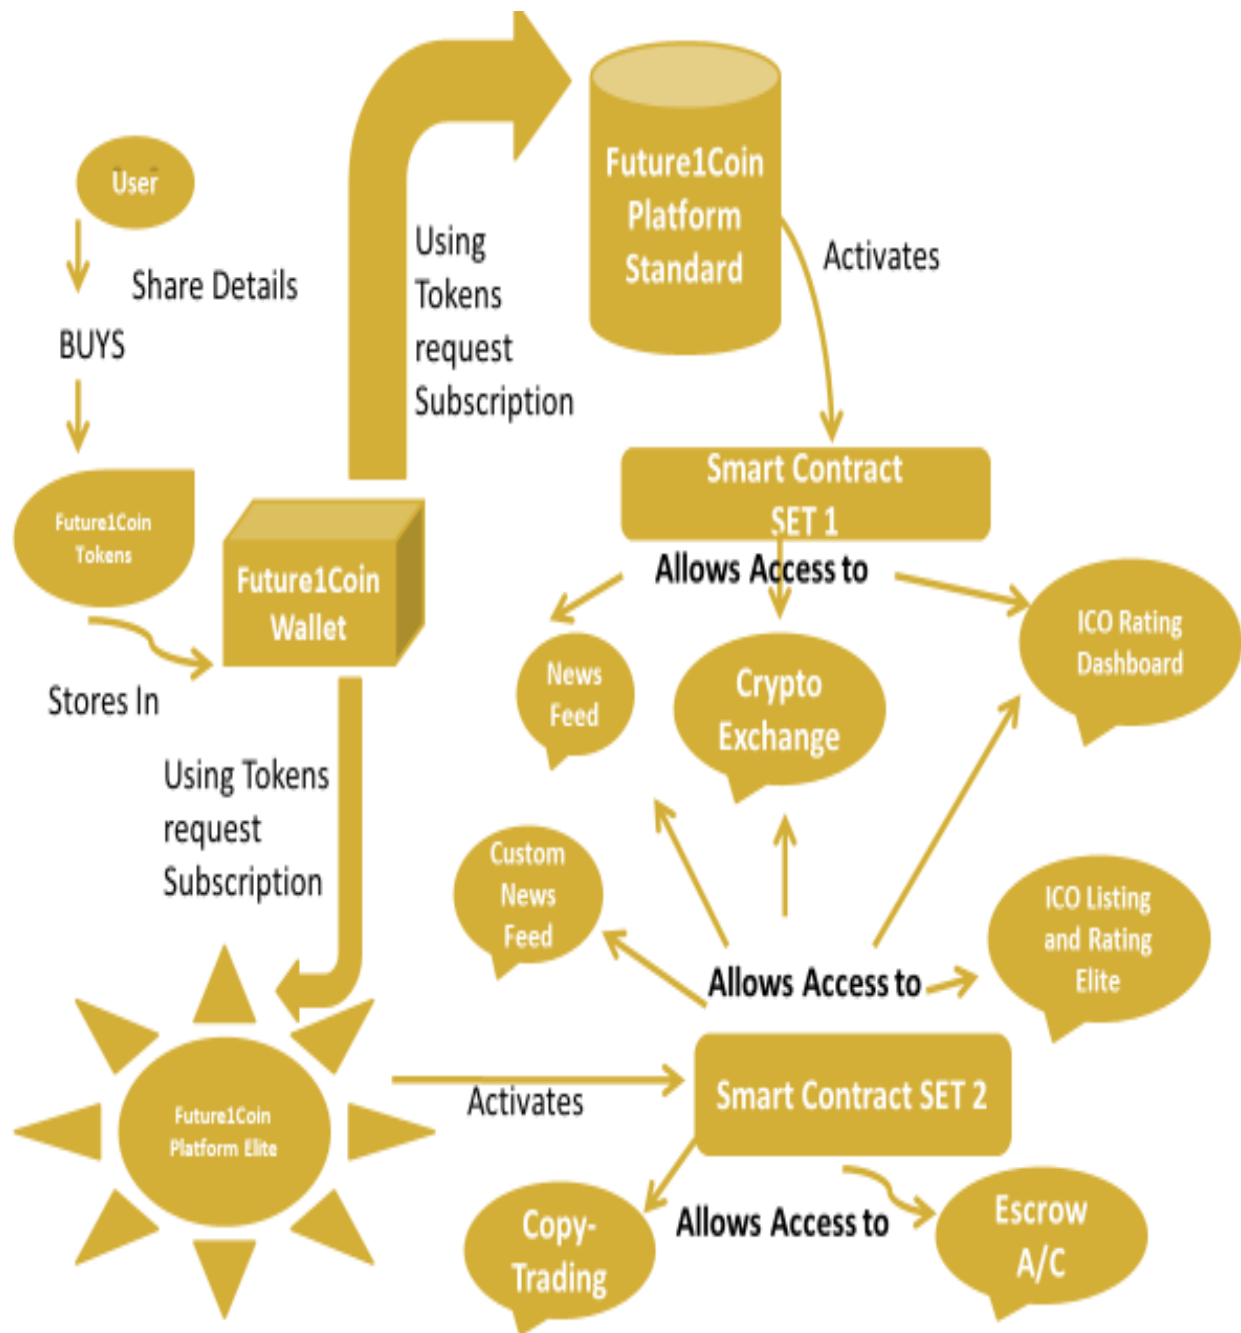 User
Share Details
BUYS
Future1Coin
Tokens
Stores In
Future1Coin
Wallet
Using
Tokens
request
Subscription
Future1Coin
Platform
Standard
Activates
Smart Contract
SET 1
Allows Access to
News
Feed
Crypto
Exchange
ICO Rating
Dashboard
Using Tokens
request
Subscription
Future1Coin
Platform Elite
Activates
Smart Contract SET 2
Allows Access to
Custom
News
Feed
ICO Listing
and Rating
Elite
Allows Access to
Copy-
Trading
Escrow
A/C